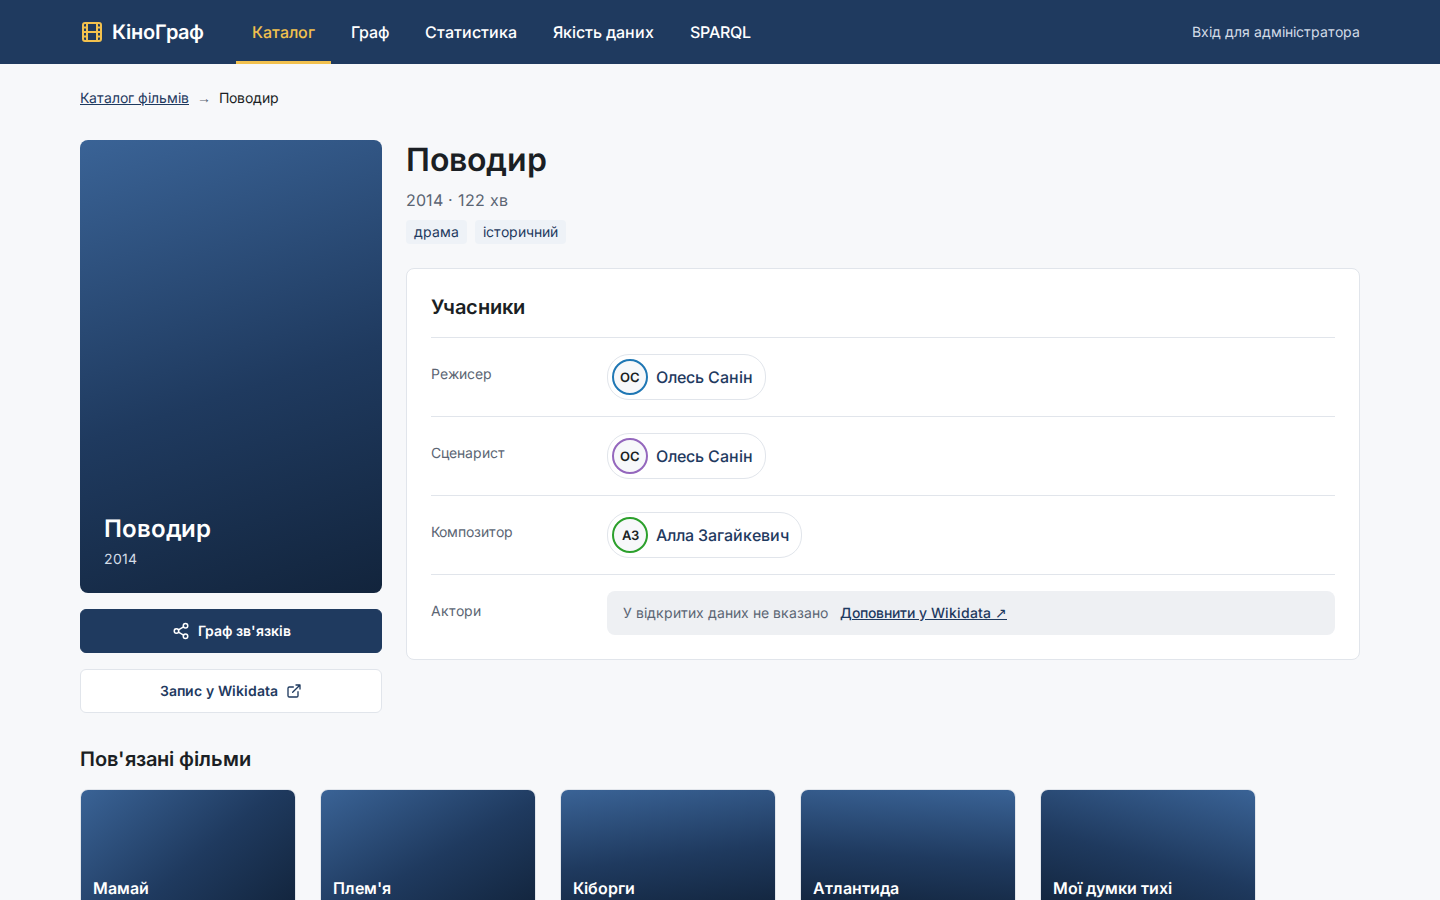 КіноГраф Каталог Граф Статистика Якість даних SPARQL Вхід для адміністратора
Каталог фільмів → Поводир
Поводир
2014
Граф зв'язків
Запис у Wikidata
Поводир
2014 · 122 хв
драма історичний
Учасники
Режисер ОС Олесь Санін
Сценарист ОС Олесь Санін
Композитор АЗ Алла Загайкевич
Актори У відкритих даних не вказано Доповнити у Wikidata ↗
Пов'язані фільми
Мамай Плем'я Кіборги Атлантида Мої думки тихі